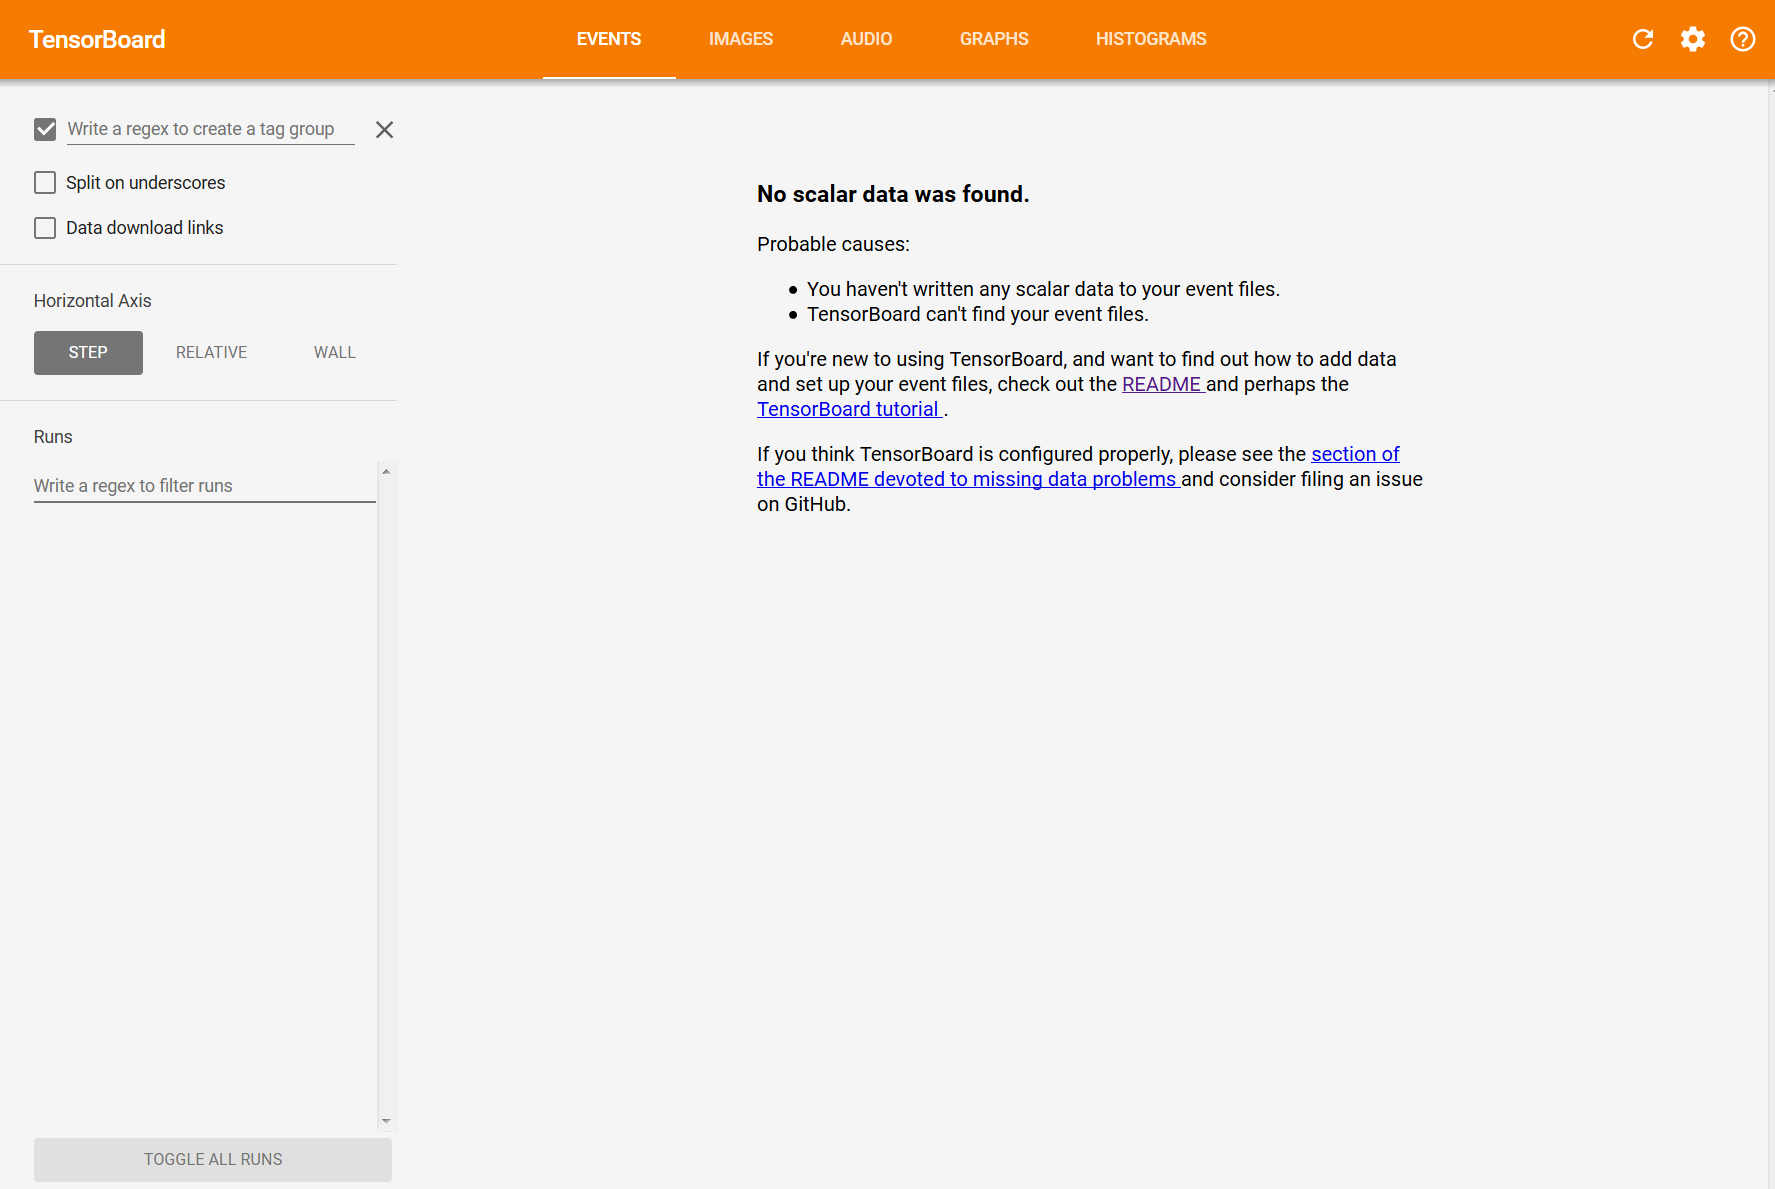 TensorBoard
EVENTS
IMAGES
AUDIO
GRAPHS
HISTOGRAMS
Write a regex to create a tag group
Split on underscores
Data download links
Horizontal Axis
STEP
RELATIVE
WALL
Runs
Write a regex to filter runs
TOGGLE ALL RUNS
No scalar data was found.
Probable causes:
You haven't written any scalar data to your event files.
TensorBoard can't find your event files.
If you're new to using TensorBoard, and want to find out how to add data
and set up your event files, check out the README and perhaps the
TensorBoard tutorial .
If you think TensorBoard is configured properly, please see the section of
the README devoted to missing data problems and consider filing an issue
on GitHub.